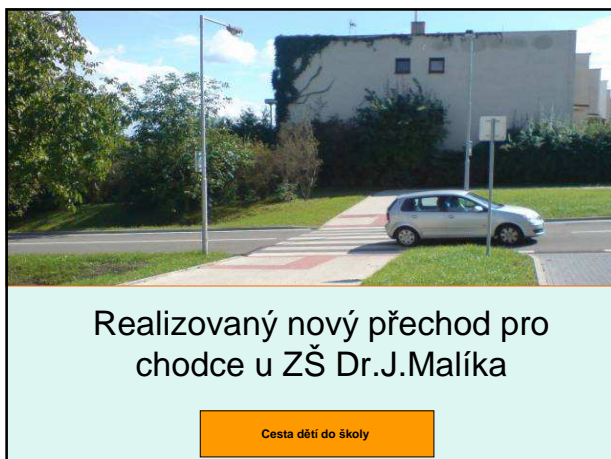 Realizovaný nový přechod pro
chodce u ZŠ Dr.J.Malíka
Cesta dětí do školy